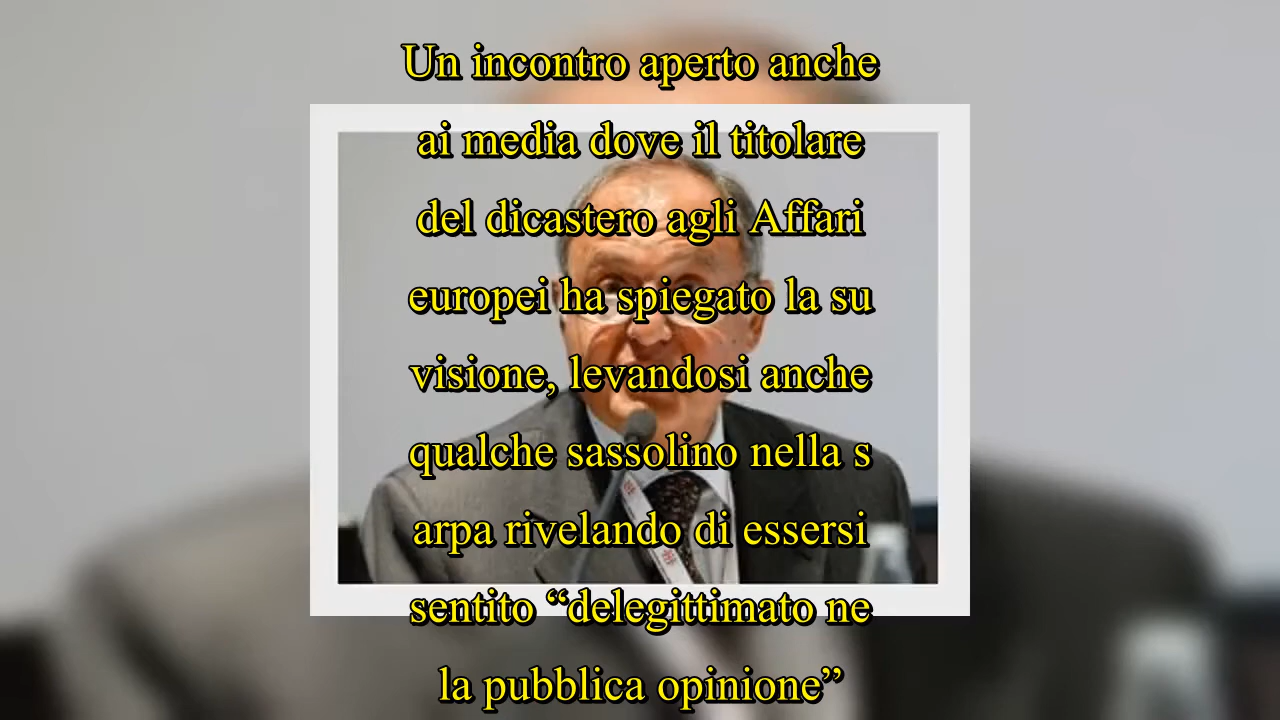 Un incontro aperto anche
ai media dove il titolare
del dicastero agli Affari
europei ha spiegato la su
visione, levandosi anche
qualche sassolino nella s
arpa rivelando di essersi
sentito “delegittimato ne
la pubblica opinione”